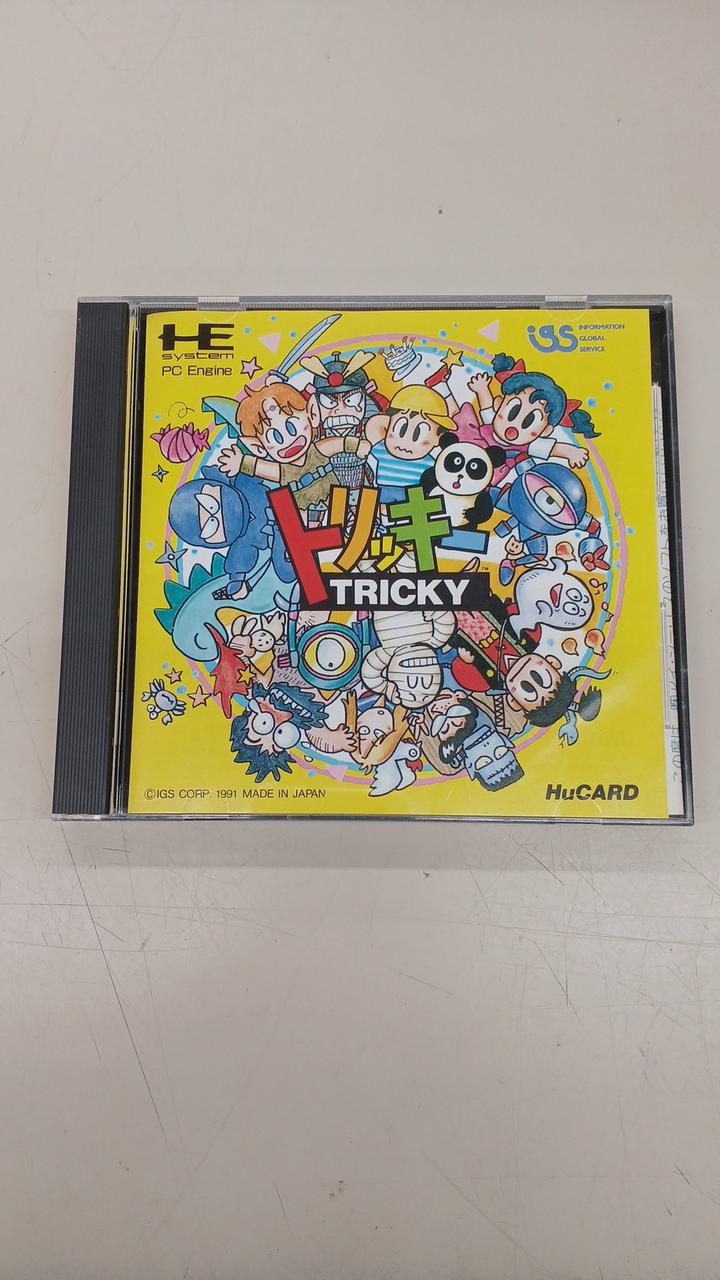 HE
system
PC Engine
iGS INFORMATION
GLOBAL
SERVICE
トリッキー
TRICKY™
©IGS CORP. 1991 MADE IN JAPAN
HuCARD